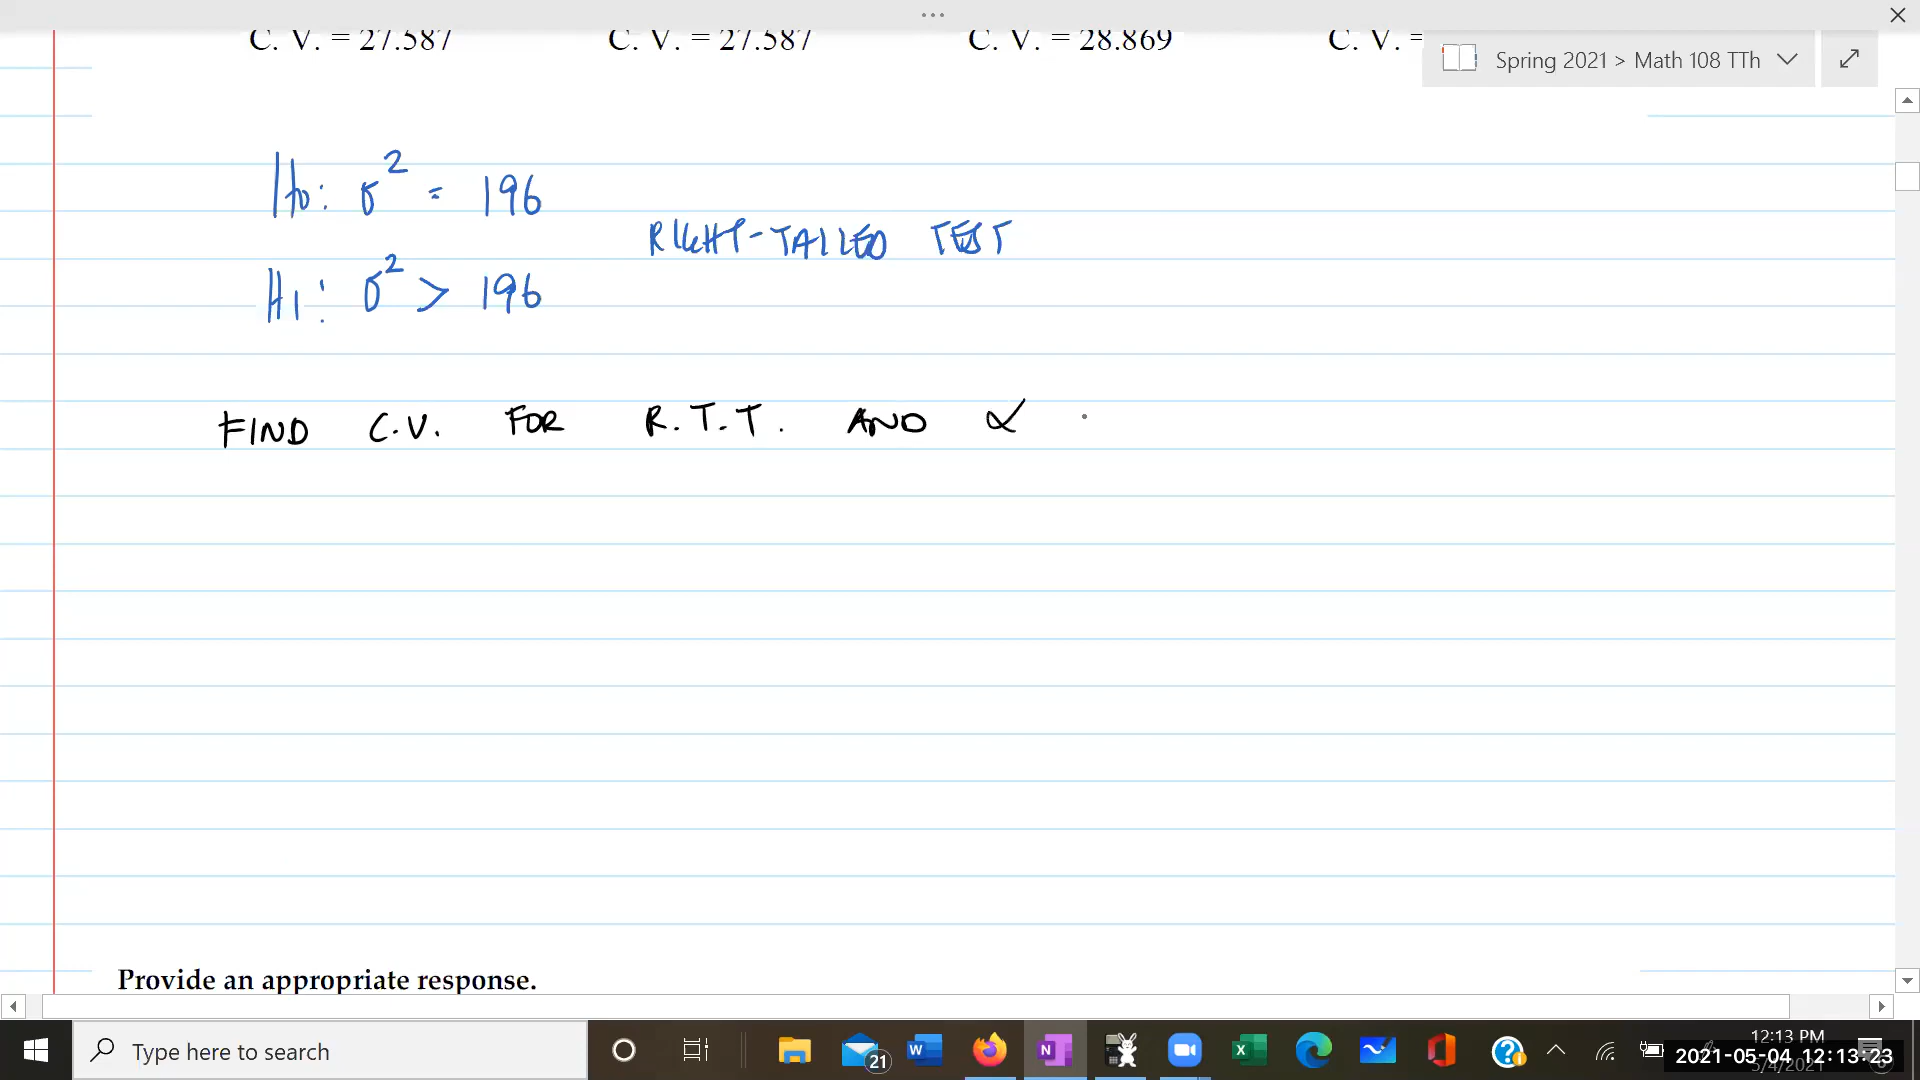 C. V. = 27.587 C. V. = 27.587 C. V. = 28.869 C. V. =
Spring 2021 > Math 108 TTh
H0: σ² = 196
RIGHT-TAILED TEST
H1: σ² > 196
FIND C.V. FOR R.T.T. AND α
Provide an appropriate response.
Type here to search
21
12:13 PM
2021-05-04 12:13:23